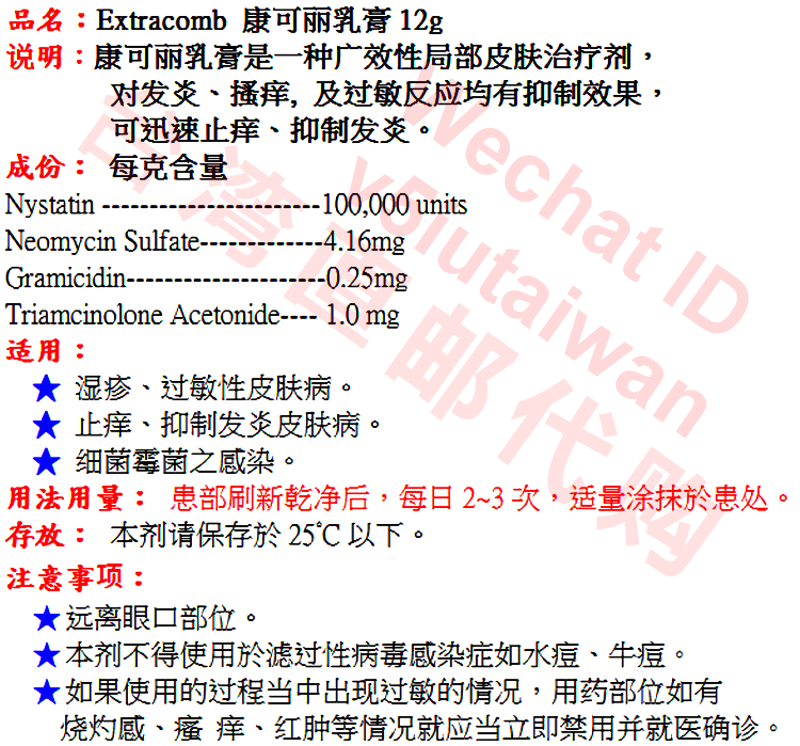 品名：Extracomb 康可丽乳膏 12g
说明：康可丽乳膏是一种广效性局部皮肤治疗剂，
对发炎、搔痒, 及过敏反应均有抑制效果，
可迅速止痒、抑制发炎。
成份： 每克含量
Nystatin -----------------------100,000 units
Neomycin Sulfate-------------4.16mg
Gramicidin---------------------0.25mg
Triamcinolone Acetonide---- 1.0 mg
适用：
★ 湿疹、过敏性皮肤病。
★ 止痒、抑制发炎皮肤病。
★ 细菌霉菌之感染。
用法用量： 患部刷新乾净后，每日 2~3 次，适量涂抹於患处。
存放： 本剂请保存於 25℃ 以下。
注意事项：
★远离眼口部位。
★本剂不得使用於滤过性病毒感染症如水痘、牛痘。
★如果使用的过程当中出现过敏的情况，用药部位如有
烧灼感、瘙 痒、红肿等情况就应当立即禁用并就医确诊。
Wechat ID
v5iutaiwan
台湾直邮代购